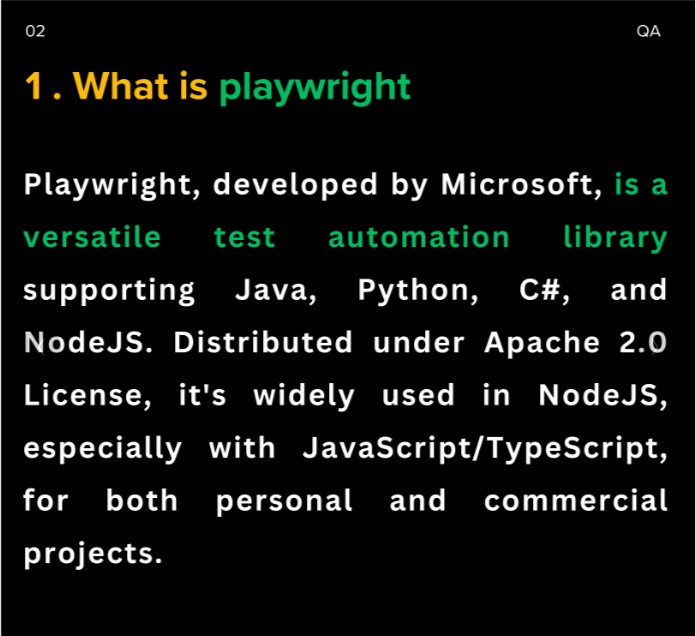 02
QA
1 . What is playwright
Playwright, developed by Microsoft, is a
versatile test automation library
supporting Java, Python, C#, and
NodeJS. Distributed under Apache 2.0
License, it's widely used in NodeJS,
especially with JavaScript/TypeScript,
for both personal and commercial
projects.